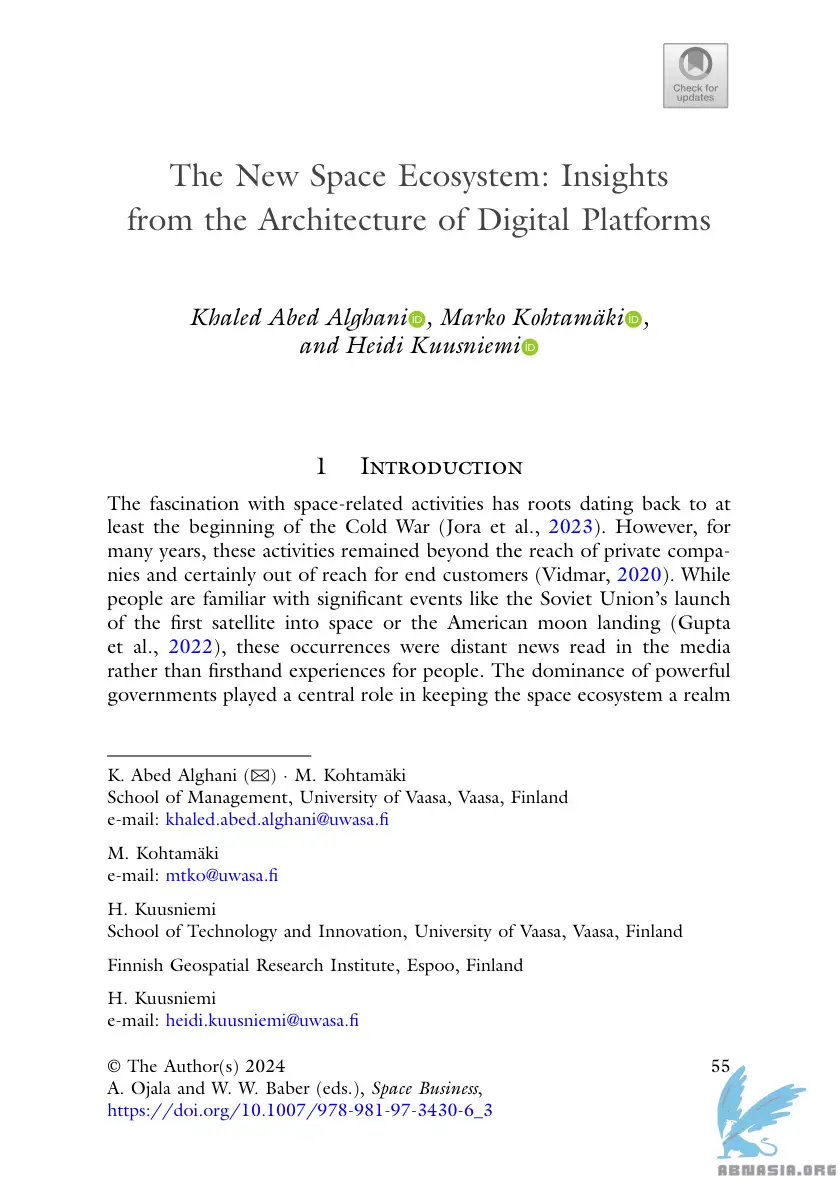 Check for
updates
The New Space Ecosystem: Insights
from the Architecture of Digital Platforms
Khaled Abed Alghani iD, Marko Kohtamäki iD,
and Heidi Kuusniemi iD
1 Introduction
The fascination with space-related activities has roots dating back to at
least the beginning of the Cold War (Jora et al., 2023). However, for
many years, these activities remained beyond the reach of private compa-
nies and certainly out of reach for end customers (Vidmar, 2020). While
people are familiar with significant events like the Soviet Union's launch
of the first satellite into space or the American moon landing (Gupta
et al., 2022), these occurrences were distant news read in the media
rather than firsthand experiences for people. The dominance of powerful
governments played a central role in keeping the space ecosystem a realm
K. Abed Alghani (✉) · M. Kohtamäki
School of Management, University of Vaasa, Vaasa, Finland
e-mail: khaled.abed.alghani@uwasa.fi
M. Kohtamäki
e-mail: mtko@uwasa.fi
H. Kuusniemi
School of Technology and Innovation, University of Vaasa, Vaasa, Finland
Finnish Geospatial Research Institute, Espoo, Finland
H. Kuusniemi
e-mail: heidi.kuusniemi@uwasa.fi
© The Author(s) 2024 55
A. Ojala and W. W. Baber (eds.), Space Business,
https://doi.org/10.1007/978-981-97-3430-6_3
ABNASIA.ORG